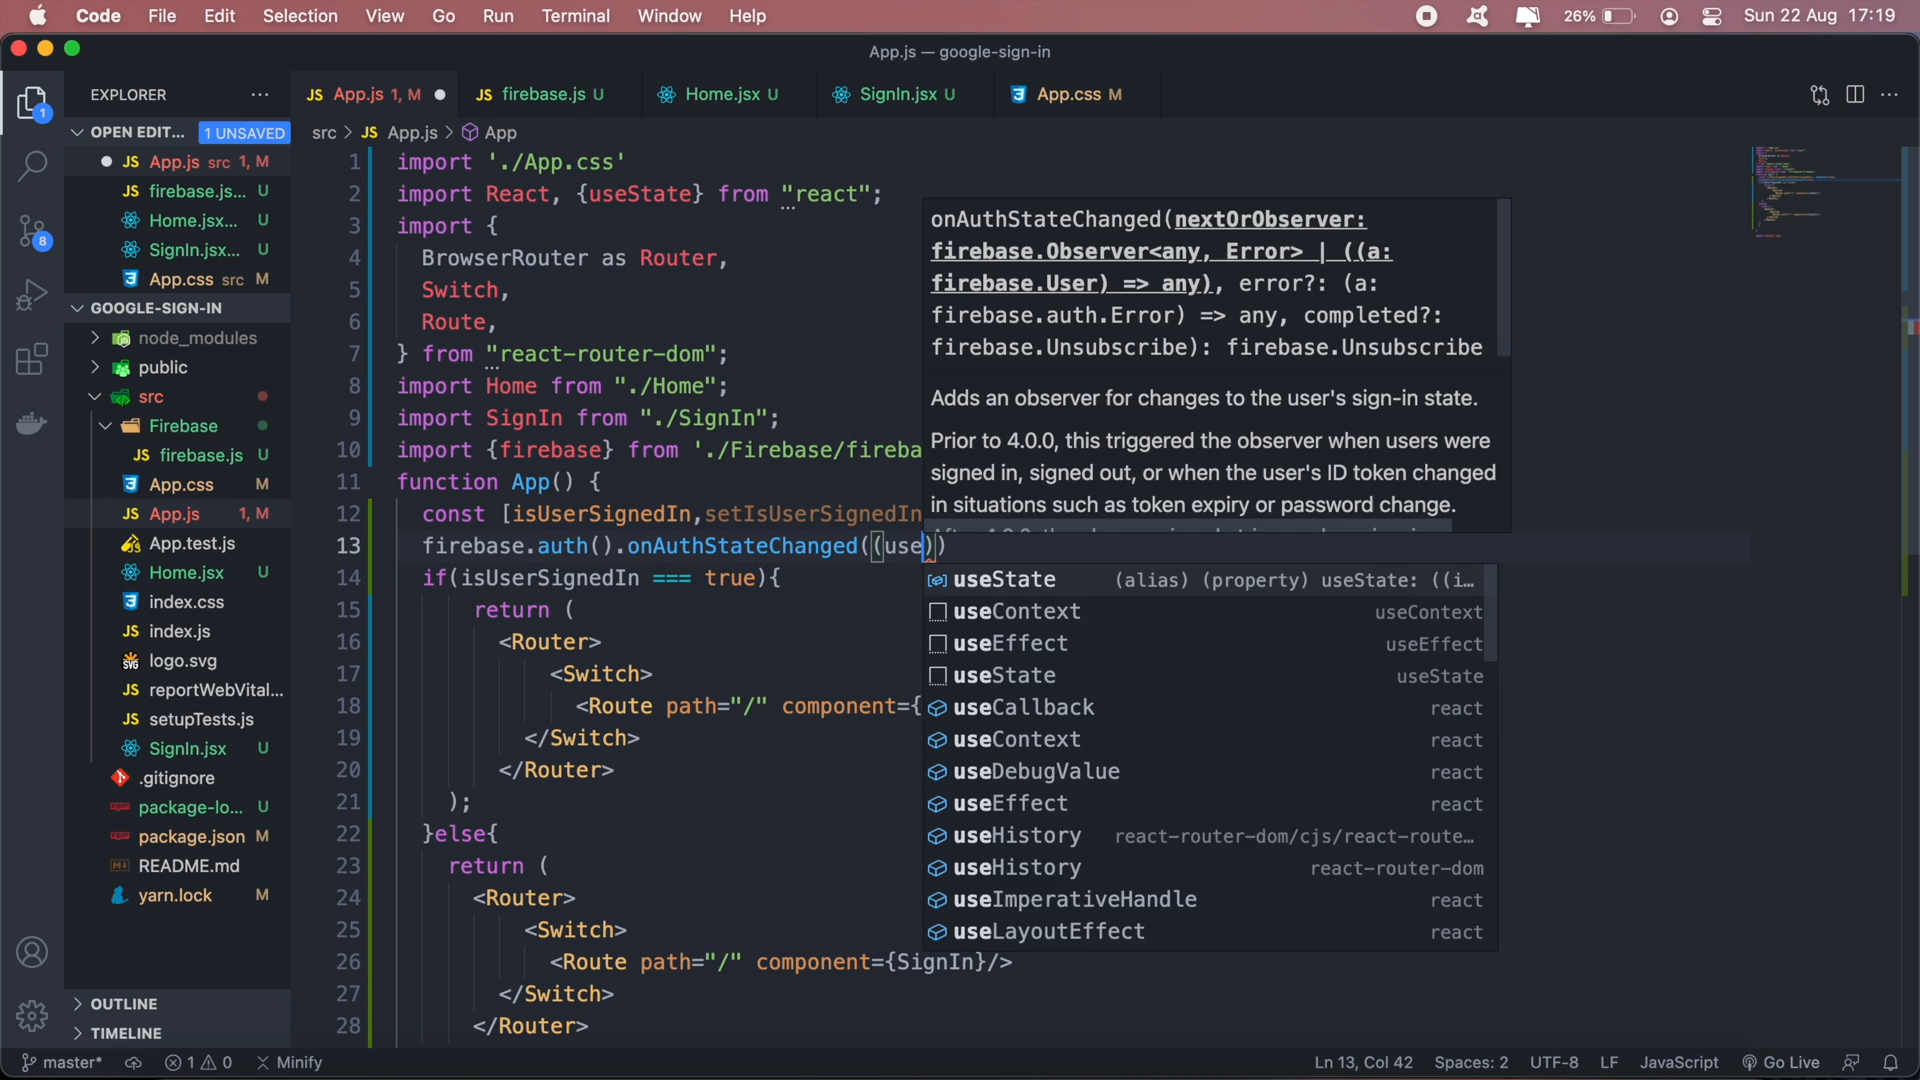 Code File Edit Selection View Go Run Terminal Window Help 26% Sun 22 Aug 17:19
App.js — google-sign-in
EXPLORER ···
JS App.js 1, M
JS firebase.js U
Home.jsx U
SignIn.jsx U
App.css M
OPEN EDIT... 1 UNSAVED
JS App.js src 1, M
JS firebase.js... U
Home.jsx... U
SignIn.jsx... U
App.css src M
GOOGLE-SIGN-IN
node_modules
public
src
Firebase
JS firebase.js U
App.css M
JS App.js 1, M
App.test.js
Home.jsx U
index.css
JS index.js
logo.svg
JS reportWebVital...
JS setupTests.js
SignIn.jsx U
.gitignore
package-lo... U
package.json M
README.md
yarn.lock M
OUTLINE
TIMELINE
1
8
src > JS App.js > App
1 import './App.css'
2 import React, {useState} from "react";
3 import {
4 BrowserRouter as Router,
5 Switch,
6 Route,
7 } from "react-router-dom";
8 import Home from "./Home";
9 import SignIn from "./SignIn";
10 import {firebase} from './Firebase/fireba
11 function App() {
12 const [isUserSignedIn,setIsUserSignedIn
13 firebase.auth().onAuthStateChanged((use))
14 if(isUserSignedIn === true){
15 return (
16 <Router>
17 <Switch>
18 <Route path="/" component={
19 </Switch>
20 </Router>
21 );
22 }else{
23 return (
24 <Router>
25 <Switch>
26 <Route path="/" component={SignIn}/>
27 </Switch>
28 </Router>
onAuthStateChanged(nextOrObserver:
firebase.Observer<any, Error> | ((a:
firebase.User) => any), error?: (a:
firebase.auth.Error) => any, completed?:
firebase.Unsubscribe): firebase.Unsubscribe
Adds an observer for changes to the user's sign-in state.
Prior to 4.0.0, this triggered the observer when users were
signed in, signed out, or when the user's ID token changed
in situations such as token expiry or password change.
useState (alias) (property) useState: ((i...
useContext useContext
useEffect useEffect
useState useState
useCallback react
useContext react
useDebugValue react
useEffect react
useHistory react-router-dom/cjs/react-route...
useHistory react-router-dom
useImperativeHandle react
useLayoutEffect react
master* 1 0 Minify Ln 13, Col 42 Spaces: 2 UTF-8 LF JavaScript Go Live